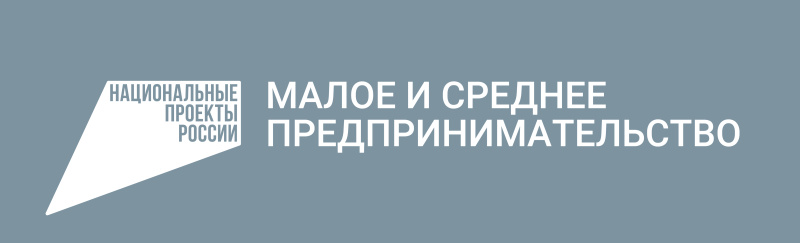 НАЦИОНАЛЬНЫЕ
ПРОЕКТЫ
РОССИИ
МАЛОЕ И СРЕДНЕЕ
ПРЕДПРИНИМАТЕЛЬСТВО